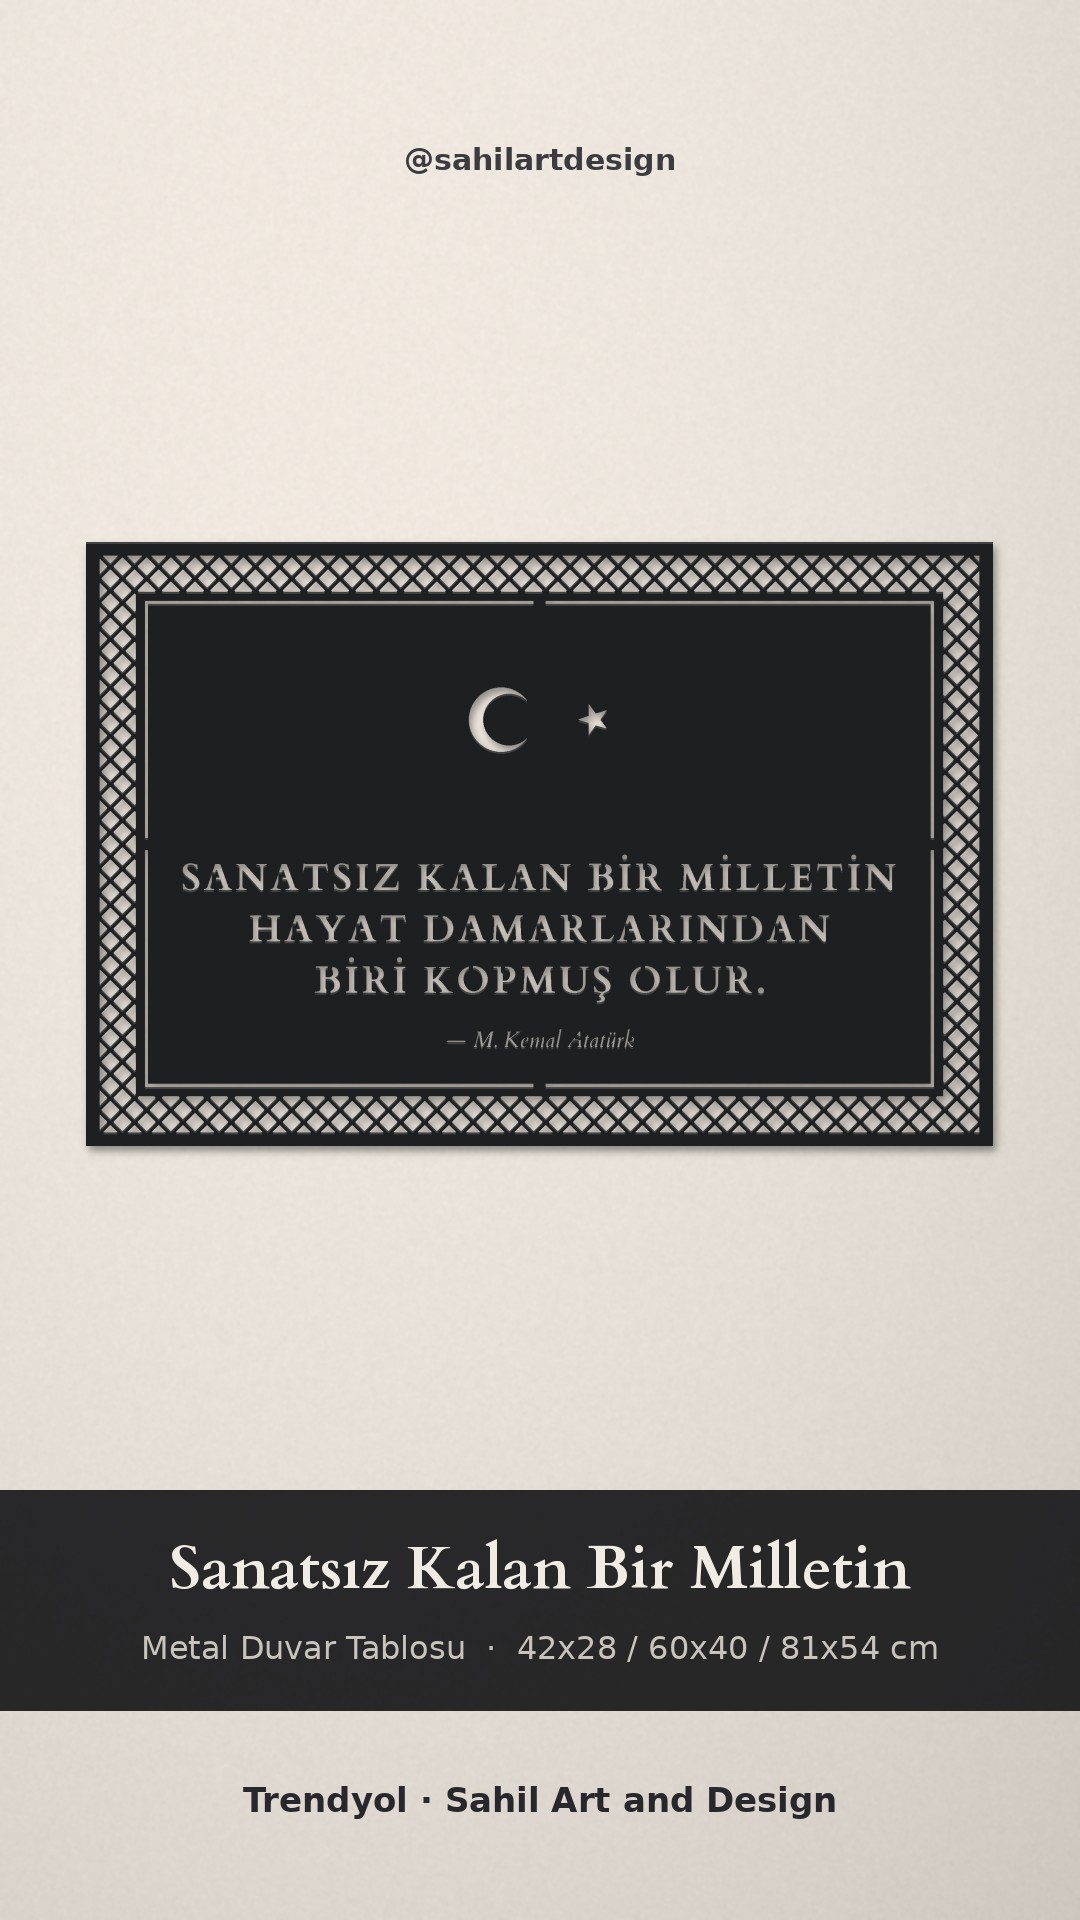 @sahilartdesign
SANATSIZ KALAN BİR MİLLETİN
HAYAT DAMARLARINDAN
BİRİ KOPMUŞ OLUR.
— M. Kemal Atatürk
Sanatsız Kalan Bir Milletin
Metal Duvar Tablosu · 42x28 / 60x40 / 81x54 cm
Trendyol · Sahil Art and Design